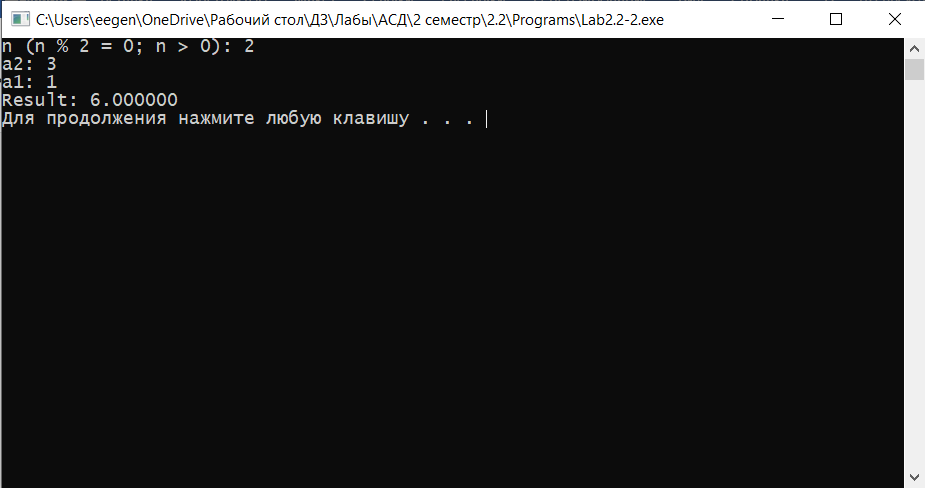 C:\Users\eegen\OneDrive\Рабочий стол\ДЗ\Лабы\АСД\2 семестр\2.2\Programs\Lab2.2-2.exe
n (n % 2 = 0; n > 0): 2
a2: 3
a1: 1
Result: 6.000000
Для продолжения нажмите любую клавишу . . .